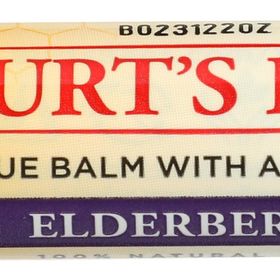 B0231220Z
URT'S B
UE BALM WITH A
ELDERBER
100% NATURAL